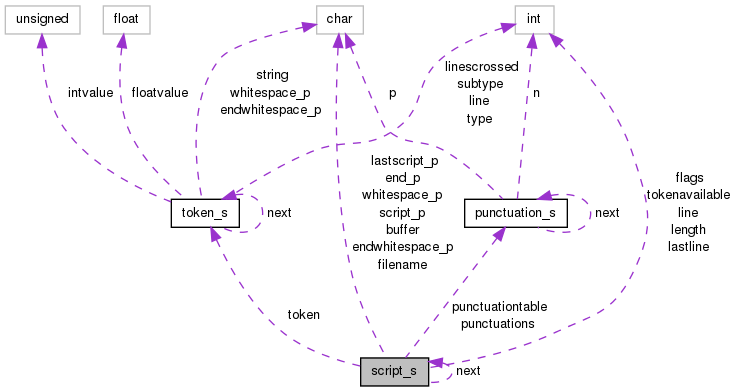 unsigned
float
char
int
intvalue
floatvalue
string
whitespace_p
endwhitespace_p
p
linescrossed
subtype
line
type
n
token_s
next
lastscript_p
end_p
whitespace_p
script_p
buffer
endwhitespace_p
filename
punctuation_s
next
flags
tokenavailable
line
length
lastline
token
punctuationtable
punctuations
script_s
next